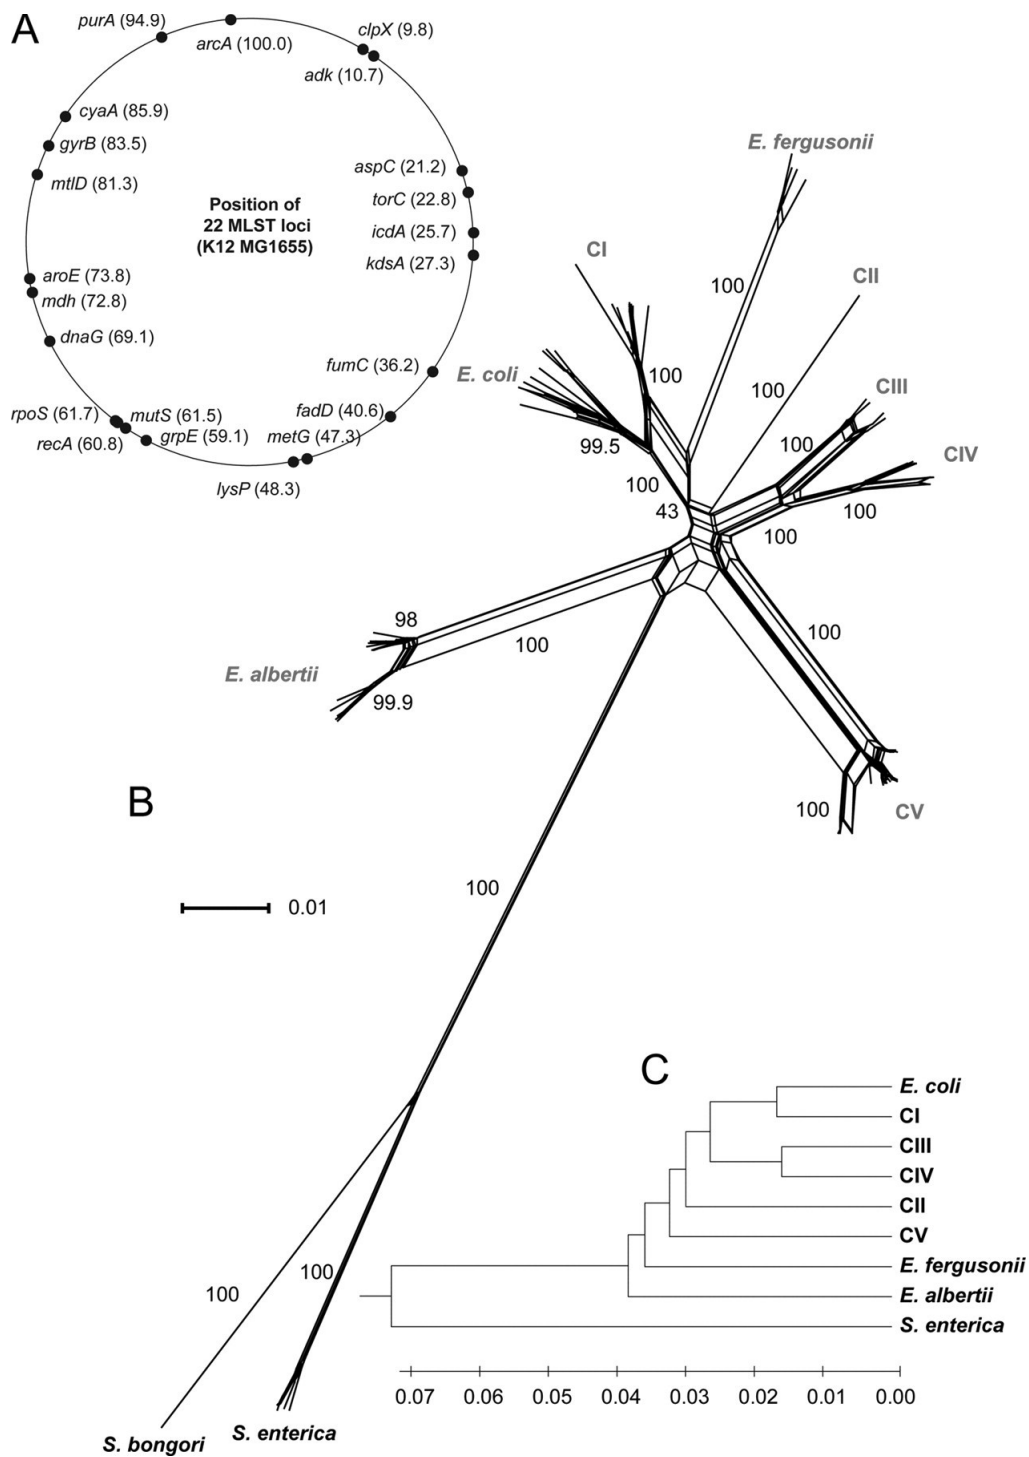 A
purA (94.9)
arcA (100.0)
clpX (9.8)
adk (10.7)
cyaA (85.9)
gyrB (83.5)
mtlD (81.3)
aspC (21.2)
torC (22.8)
icdA (25.7)
kdsA (27.3)
Position of
22 MLST loci
(K12 MG1655)
aroE (73.8)
mdh (72.8)
dnaG (69.1)
fumC (36.2)
fadD (40.6)
rpoS (61.7)
mutS (61.5)
recA (60.8)
grpE (59.1)
metG (47.3)
lysP (48.3)
B
E. fergusonii
CI
CII
100
E. coli
100
100
CIII
99.5
100
CIV
100
43
100
100
98
100
100
E. albertii
99.9
100
CV
100
0.01
100
100
S. bongori
S. enterica
C
E. coli
CI
CIII
CIV
CII
CV
E. fergusonii
E. albertii
S. enterica
0.07 0.06 0.05 0.04 0.03 0.02 0.01 0.00